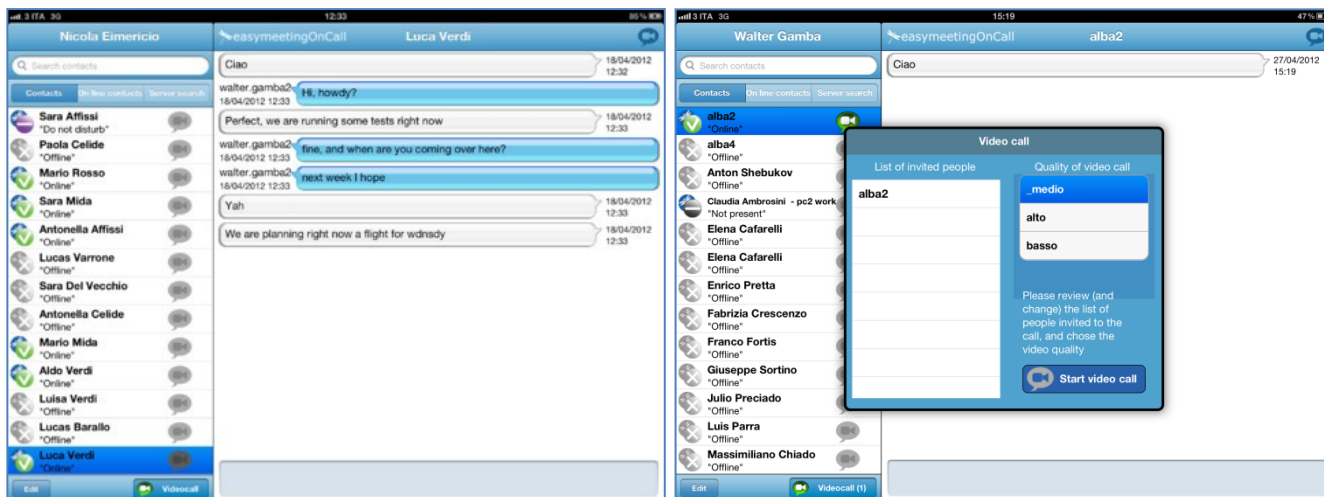 3 ITA 3G
12:33
86 %
Nicola Eimericio
easymeetingOnCall
Luca Verdi
Search contacts
Contacts
On line contacts
Server search
Sara Affissi
"Do not disturb"
Paola Celide
"Offline"
Mario Rosso
"Online"
Sara Mida
"Online"
Antonella Affissi
"Online"
Lucas Varrone
"Offline"
Sara Del Vecchio
"Offline"
Antonella Celide
"Offline"
Mario Mida
"Online"
Aldo Verdi
"Online"
Luisa Verdi
"Offline"
Lucas Barallo
"Offline"
Luca Verdi
"Online"
Edit
Videocall
Ciao
18/04/2012
12:32
walter.gamba2
18/04/2012 12:33
Hi, howdy?
Perfect, we are running some tests right now
18/04/2012
12:33
walter.gamba2
18/04/2012 12:33
fine, and when are you coming over here?
walter.gamba2
18/04/2012 12:33
next week I hope
Yah
18/04/2012
12:33
We are planning right now a flight for wdnsdy
18/04/2012
12:33
3 ITA 3G
15:19
47 %
Walter Gamba
easymeetingOnCall
alba2
Search contacts
Contacts
On line contacts
Server search
alba2
"Online"
alba4
"Offline"
Anton Shebukov
"Offline"
Claudia Ambrosini - pc2 work
"Not present"
Elena Cafarelli
"Offline"
Elena Cafarelli
"Offline"
Enrico Pretta
"Offline"
Fabrizia Crescenzo
"Offline"
Franco Fortis
"Offline"
Giuseppe Sortino
"Offline"
Julio Preciado
"Offline"
Luis Parra
"Offline"
Massimiliano Chiado
"Offline"
Edit
Videocall (1)
Ciao
27/04/2012
15:19
Video call
List of invited people
alba2
Quality of video call
_medio
alto
basso
Please review (and
change) the list of
people invited to the
call, and chose the
video quality
Start video call